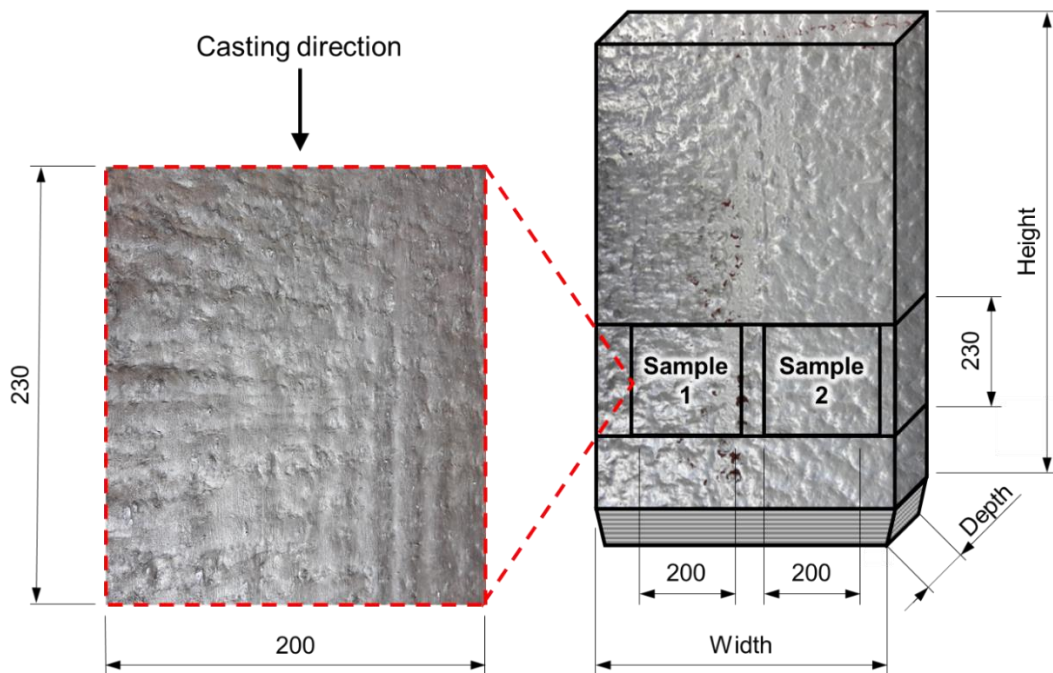 Casting direction
230
200
Sample
1
Sample
2
Height
230
Depth
200
200
Width